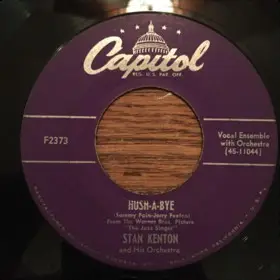 Capitol
REG. U.S. PAT. OFF.
F2373
Vocal Ensemble
with Orchestra
(45-11044)
HUSH-A-BYE
(Sammy Fain-Jerry Seelen)
From The Warner Bros. Picture
"The Jazz Singer"
STAN KENTON
and His Orchestra